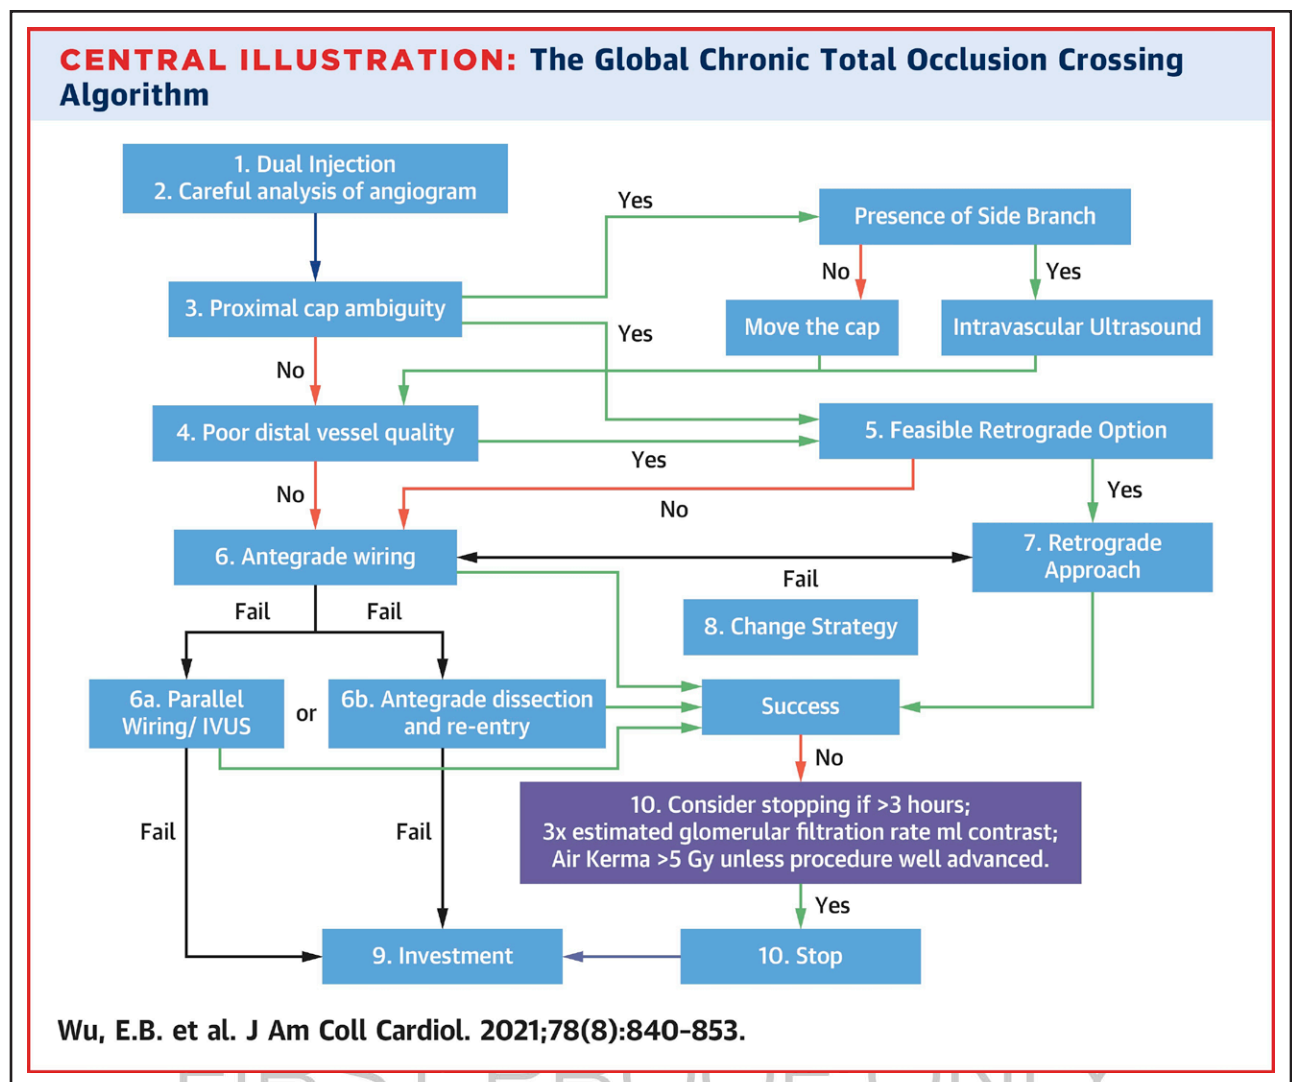 CENTRAL ILLUSTRATION: The Global Chronic Total Occlusion Crossing
Algorithm
1. Dual Injection
2. Careful analysis of angiogram
Yes
Presence of Side Branch
No
Yes
3. Proximal cap ambiguity
Move the cap
Intravascular Ultrasound
Yes
No
4. Poor distal vessel quality
5. Feasible Retrograde Option
Yes
No
Yes
No
6. Antegrade wiring
7. Retrograde
Approach
Fail
Fail
Fail
8. Change Strategy
6a. Parallel
Wiring/ IVUS
or
6b. Antegrade dissection
and re-entry
Success
No
10. Consider stopping if >3 hours;
3x estimated glomerular filtration rate ml contrast;
Air Kerma >5 Gy unless procedure well advanced.
Fail
Fail
Yes
9. Investment
10. Stop
Wu, E.B. et al. J Am Coll Cardiol. 2021;78(8):840-853.
FIRST PROOF ONLY